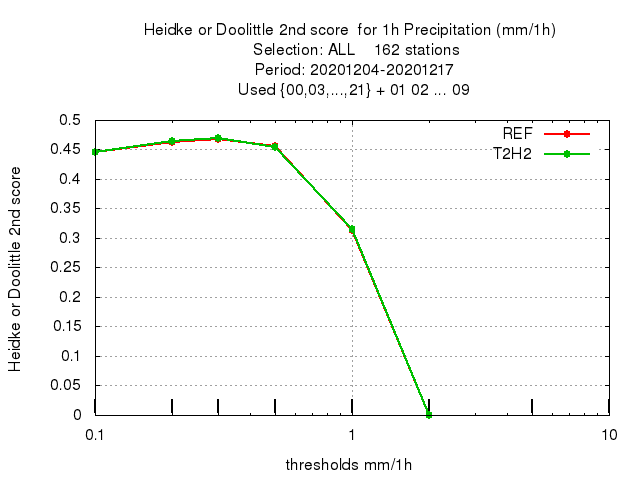 Heidke or Doolittle 2nd score  for 1h Precipitation (mm/1h)
Selection: ALL    162 stations
Period: 20201204-20201217
Used {00,03,...,21} + 01 02 ... 09
REF
T2H2
0.5
0.45
0.4
0.35
0.3
0.25
0.2
0.15
0.1
0.05
0
Heidke or Doolittle 2nd score
0.1
1
10
thresholds mm/1h